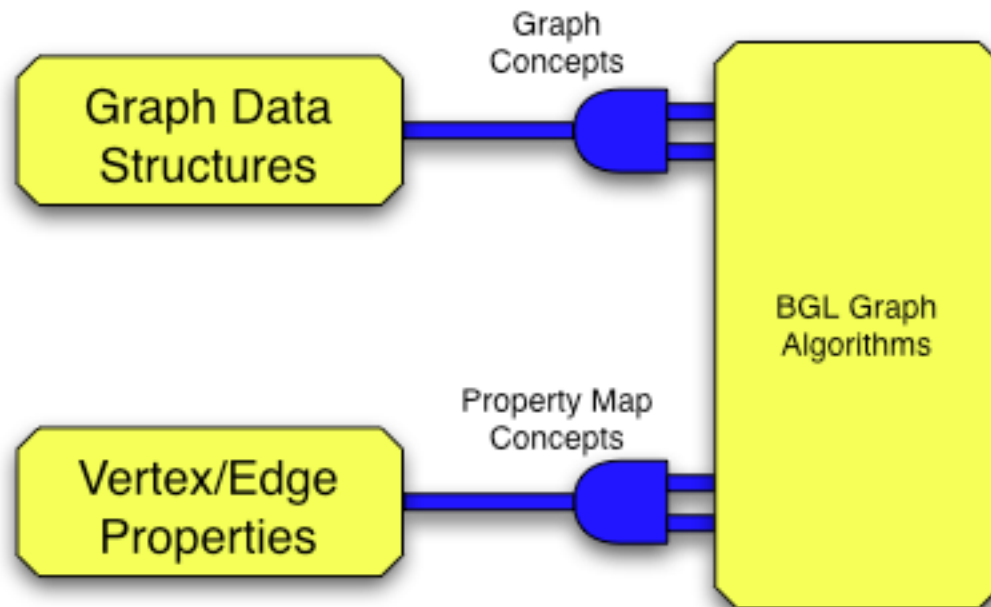 Graph
Concepts
Graph Data
Structures
BGL Graph
Algorithms
Property Map
Concepts
Vertex/Edge
Properties